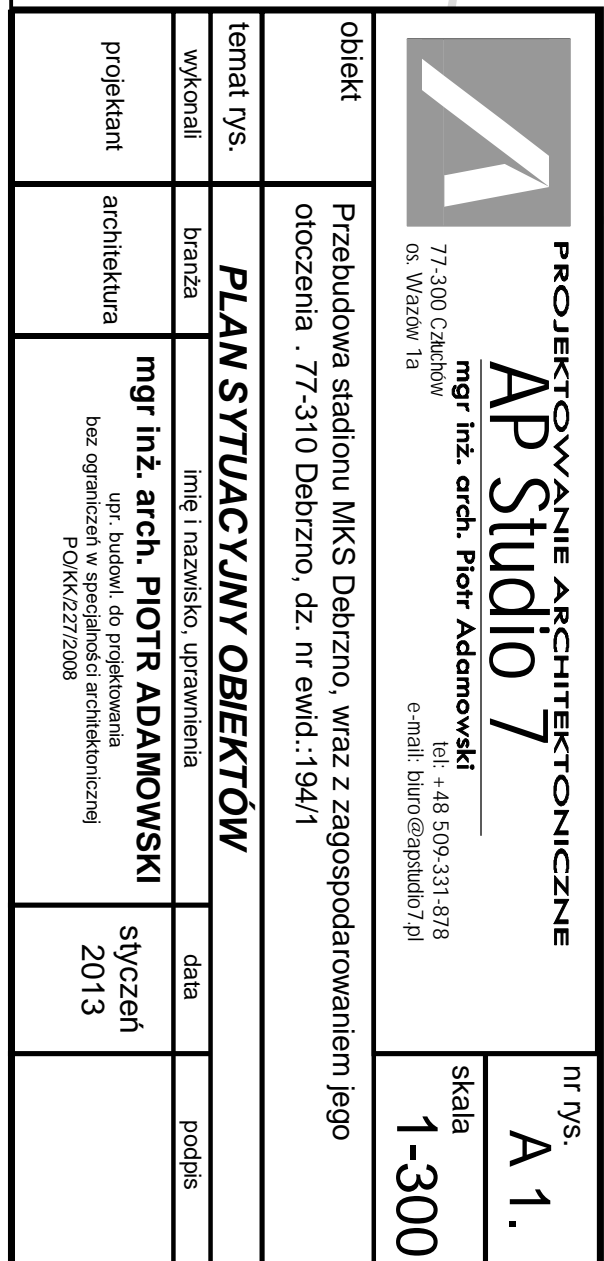 PROJEKTOWANIE ARCHITEKTONICZNE
AP Studio 7
mgr inż. arch. Piotr Adamowski
77-300 Człuchów
os. Wazów 1a
tel: +48 509-331-878
e-mail: biuro@apstudio7.pl
nr rys.
A 1.
skala
1-300
obiekt
Przebudowa stadionu MKS Debrzno, wraz z zagospodarowaniem jego
otoczenia . 77-310 Debrzno, dz. nr ewid.:194/1
temat rys.
PLAN SYTUACYJNY OBIEKTÓW
wykonali
branża
imię i nazwisko, uprawnienia
data
podpis
projektant
architektura
mgr inż. arch. PIOTR ADAMOWSKI
upr. budowl. do projektowania
bez ograniczeń w specjalności architektonicznej
PO/KK/227/2008
styczeń
2013